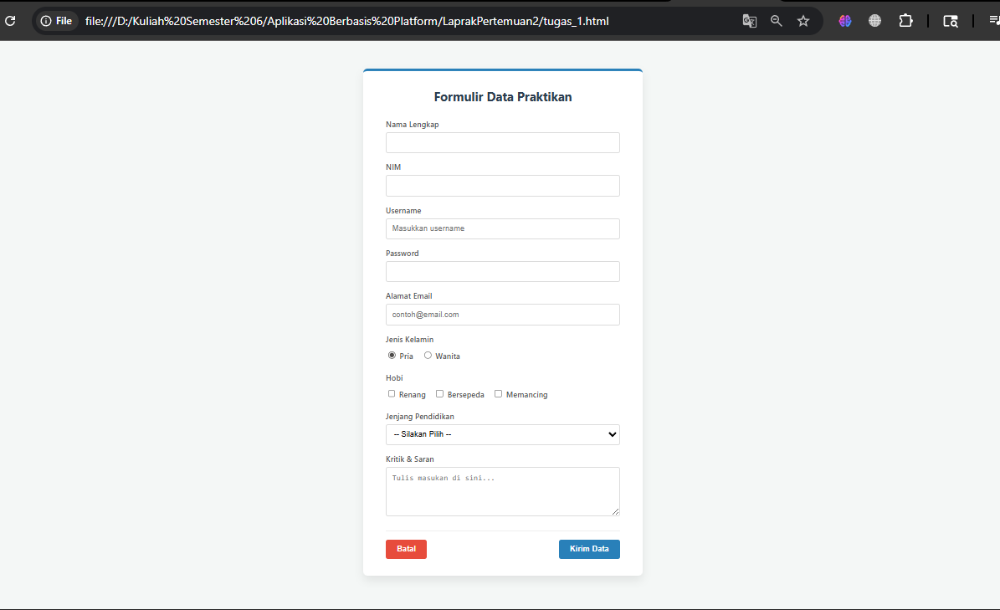 File file:///D:/Kuliah%20Semester%206/Aplikasi%20Berbasis%20Platform/LaprakPertemuan2/tugas_1.html
Formulir Data Praktikan
Nama Lengkap
NIM
Username
Masukkan username
Password
Alamat Email
contoh@email.com
Jenis Kelamin
Pria Wanita
Hobi
Renang Bersepeda Memancing
Jenjang Pendidikan
-- Silakan Pilih --
Kritik & Saran
Tulis masukan di sini...
Batal Kirim Data